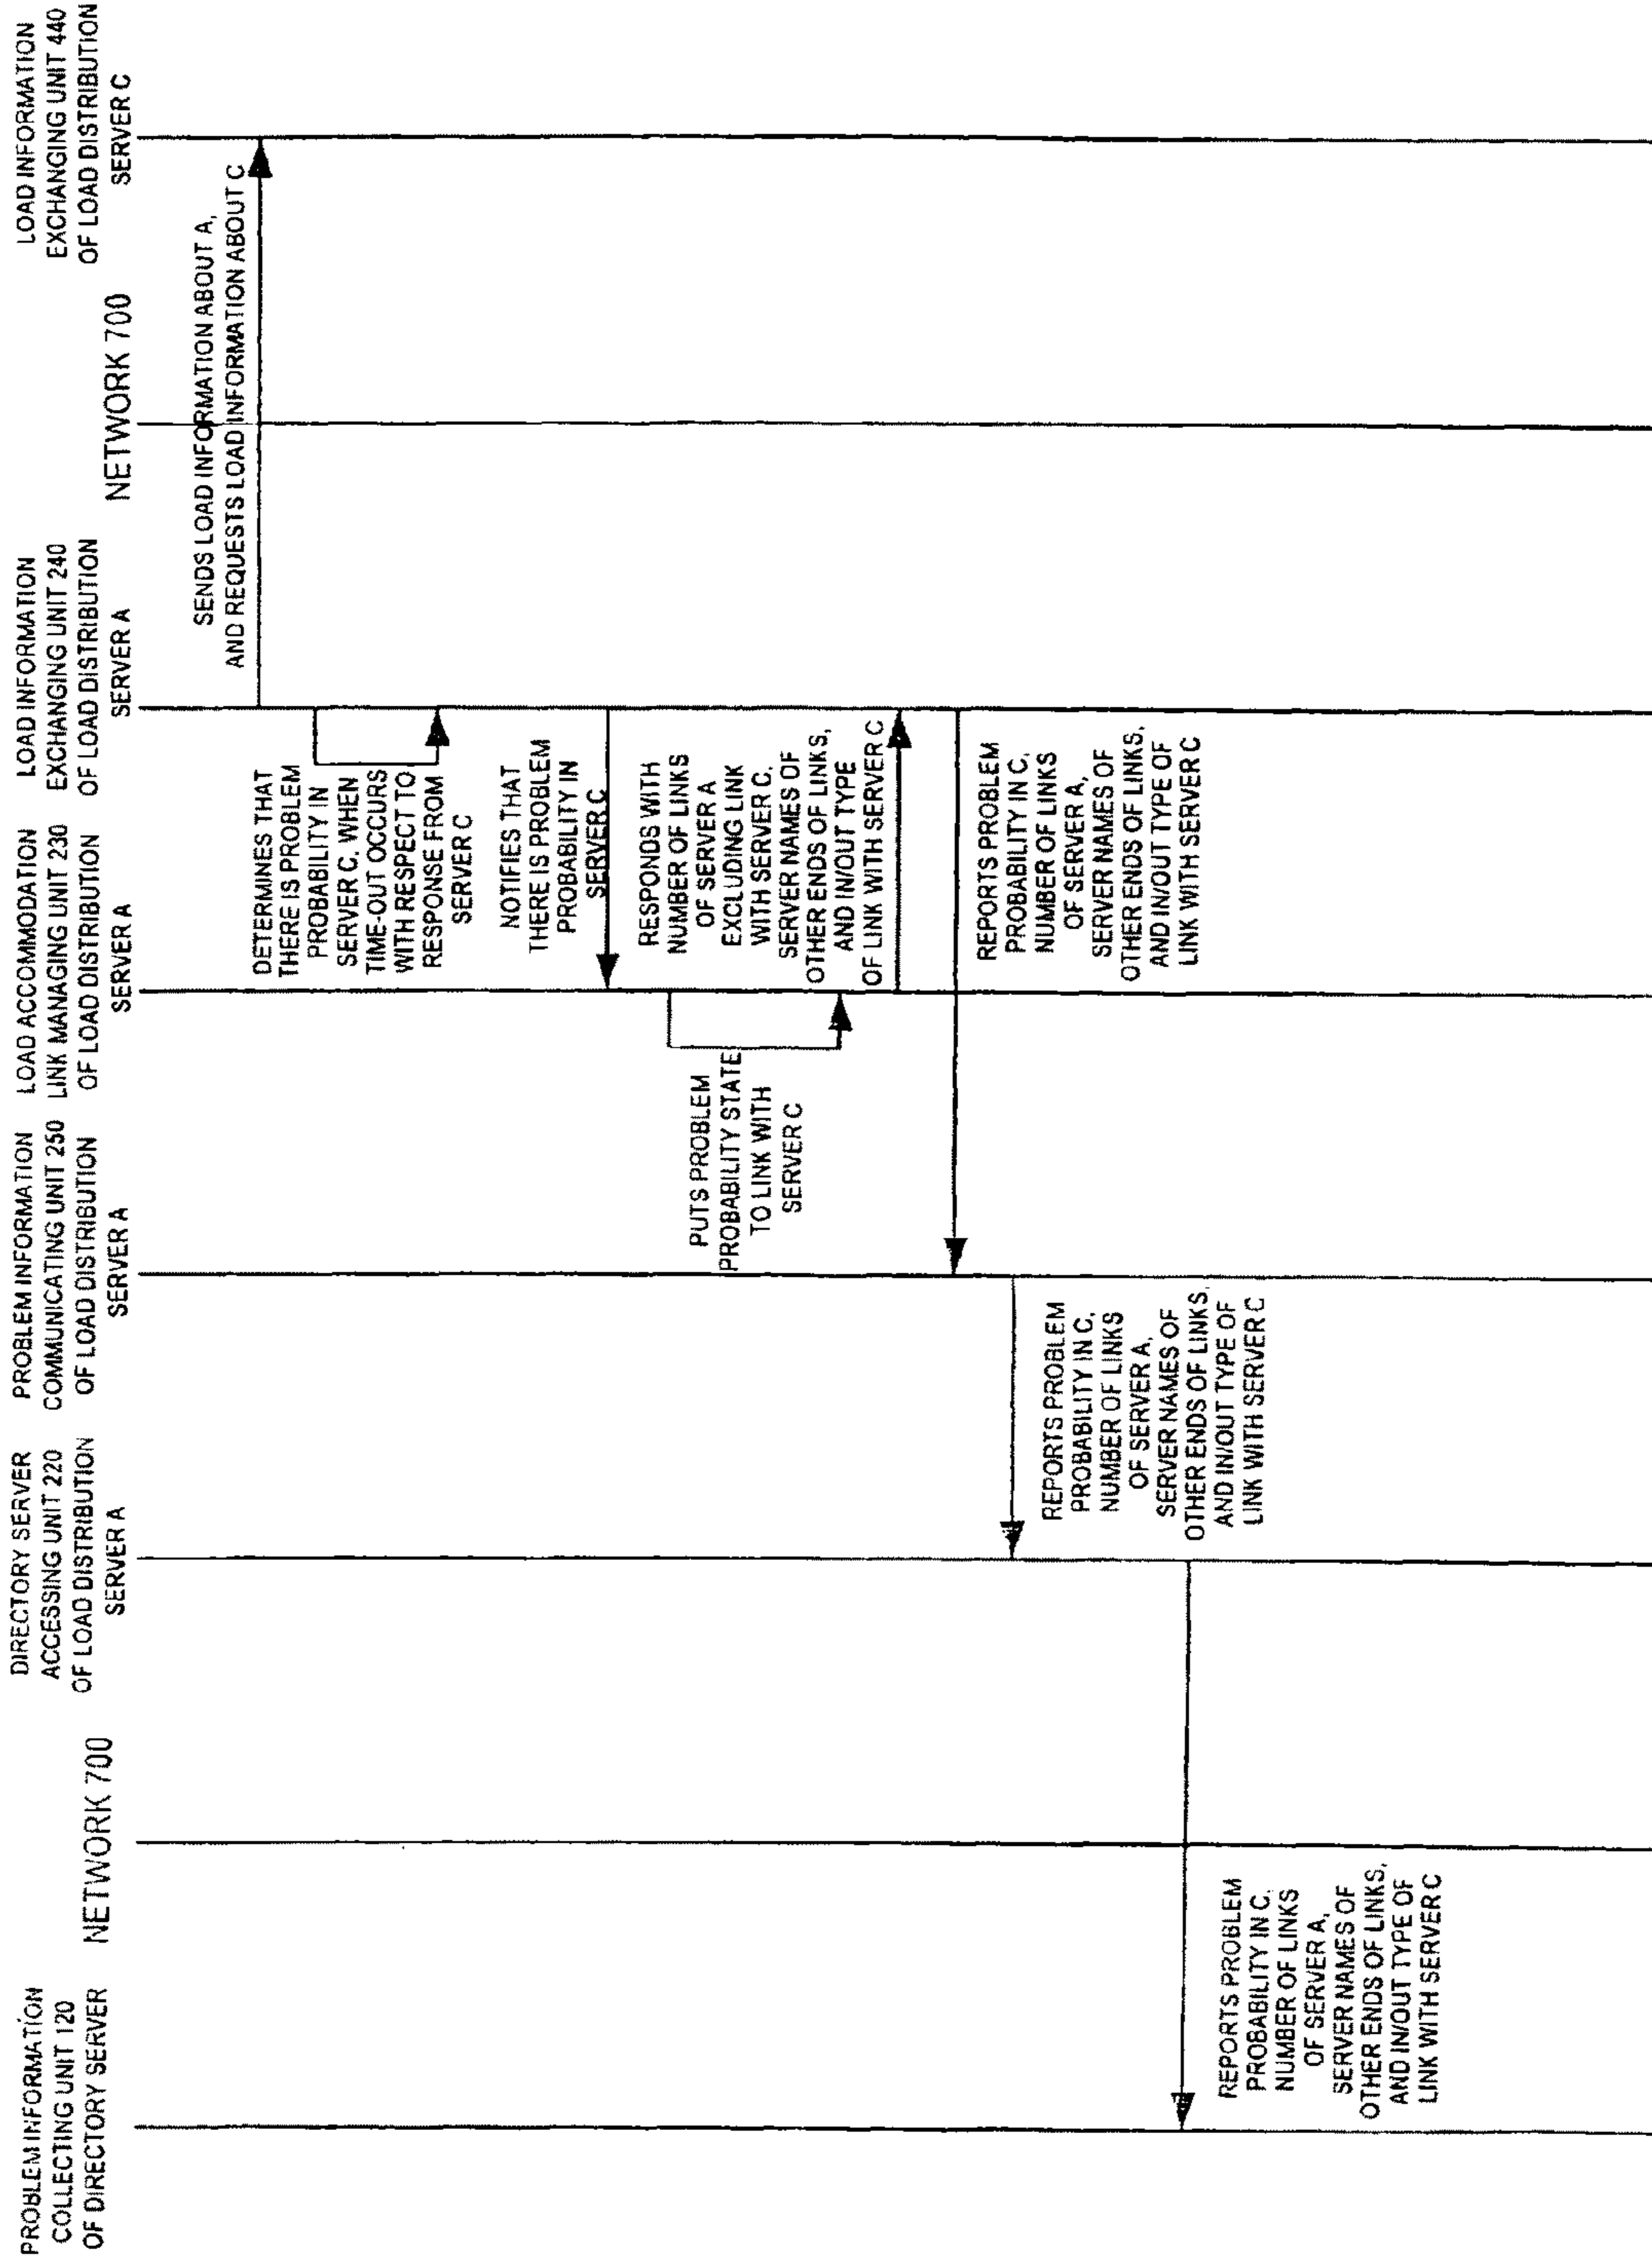 PROBLEM INFORMATION
COLLECTING UNIT 120
OF DIRECTORY SERVER
NETWORK 700
DIRECTORY SERVER
ACCESSING UNIT 220
OF LOAD DISTRIBUTION
SERVER A
PROBLEM INFORMATION
COMMUNICATING UNIT 250
OF LOAD DISTRIBUTION
SERVER A
LOAD ACCOMMODATION
LINK MANAGING UNIT 230
OF LOAD DISTRIBUTION
SERVER A
LOAD INFORMATION
EXCHANGING UNIT 240
OF LOAD DISTRIBUTION
SERVER A
NETWORK 700
LOAD INFORMATION
EXCHANGING UNIT 440
OF LOAD DISTRIBUTION
SERVER C
SENDS LOAD INFORMATION ABOUT A,
AND REQUESTS LOAD INFORMATION ABOUT C
DETERMINES THAT
THERE IS PROBLEM
PROBABILITY IN
SERVER C, WHEN
TIME-OUT OCCURS
WITH RESPECT TO
RESPONSE FROM
SERVER C
NOTIFIES THAT
THERE IS PROBLEM
PROBABILITY IN
SERVER C
PUTS PROBLEM
PROBABILITY STATE
TO LINK WITH
SERVER C
RESPONDS WITH
NUMBER OF LINKS
OF SERVER A
EXCLUDING LINK
WITH SERVER C,
SERVER NAMES OF
OTHER ENDS OF LINKS,
AND IN/OUT TYPE
OF LINK WITH SERVER C
REPORTS PROBLEM
PROBABILITY IN C,
NUMBER OF LINKS
OF SERVER A,
SERVER NAMES OF
OTHER ENDS OF LINKS,
AND IN/OUT TYPE OF
LINK WITH SERVER C
REPORTS PROBLEM
PROBABILITY IN C,
NUMBER OF LINKS
OF SERVER A,
SERVER NAMES OF
OTHER ENDS OF LINKS,
AND IN/OUT TYPE OF
LINK WITH SERVER C
REPORTS PROBLEM
PROBABILITY IN C,
NUMBER OF LINKS
OF SERVER A,
SERVER NAMES OF
OTHER ENDS OF LINKS,
AND IN/OUT TYPE OF
LINK WITH SERVER C